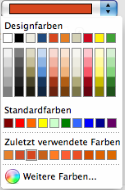 Designfarben
Standardfarben
Zuletzt verwendete Farben
Weitere Farben...